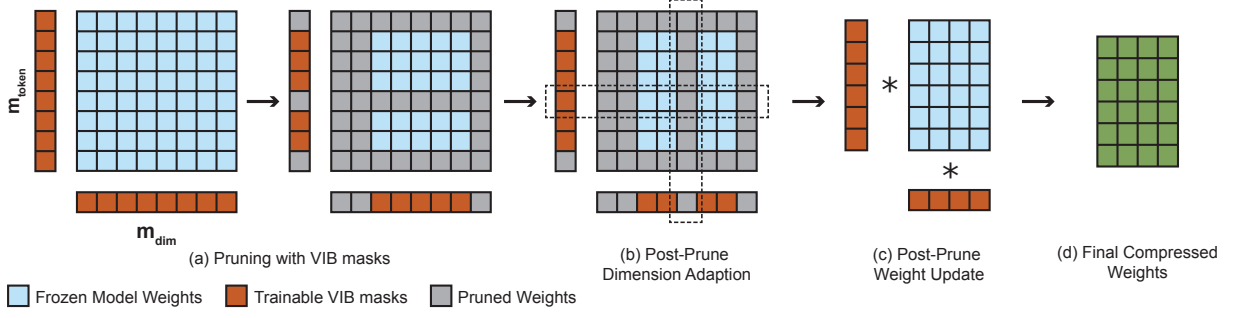 m_token
m_dim
*
*
(a) Pruning with VIB masks
(b) Post-Prune
Dimension Adaption
(c) Post-Prune
Weight Update
(d) Final Compressed
Weights
Frozen Model Weights
Trainable VIB masks
Pruned Weights